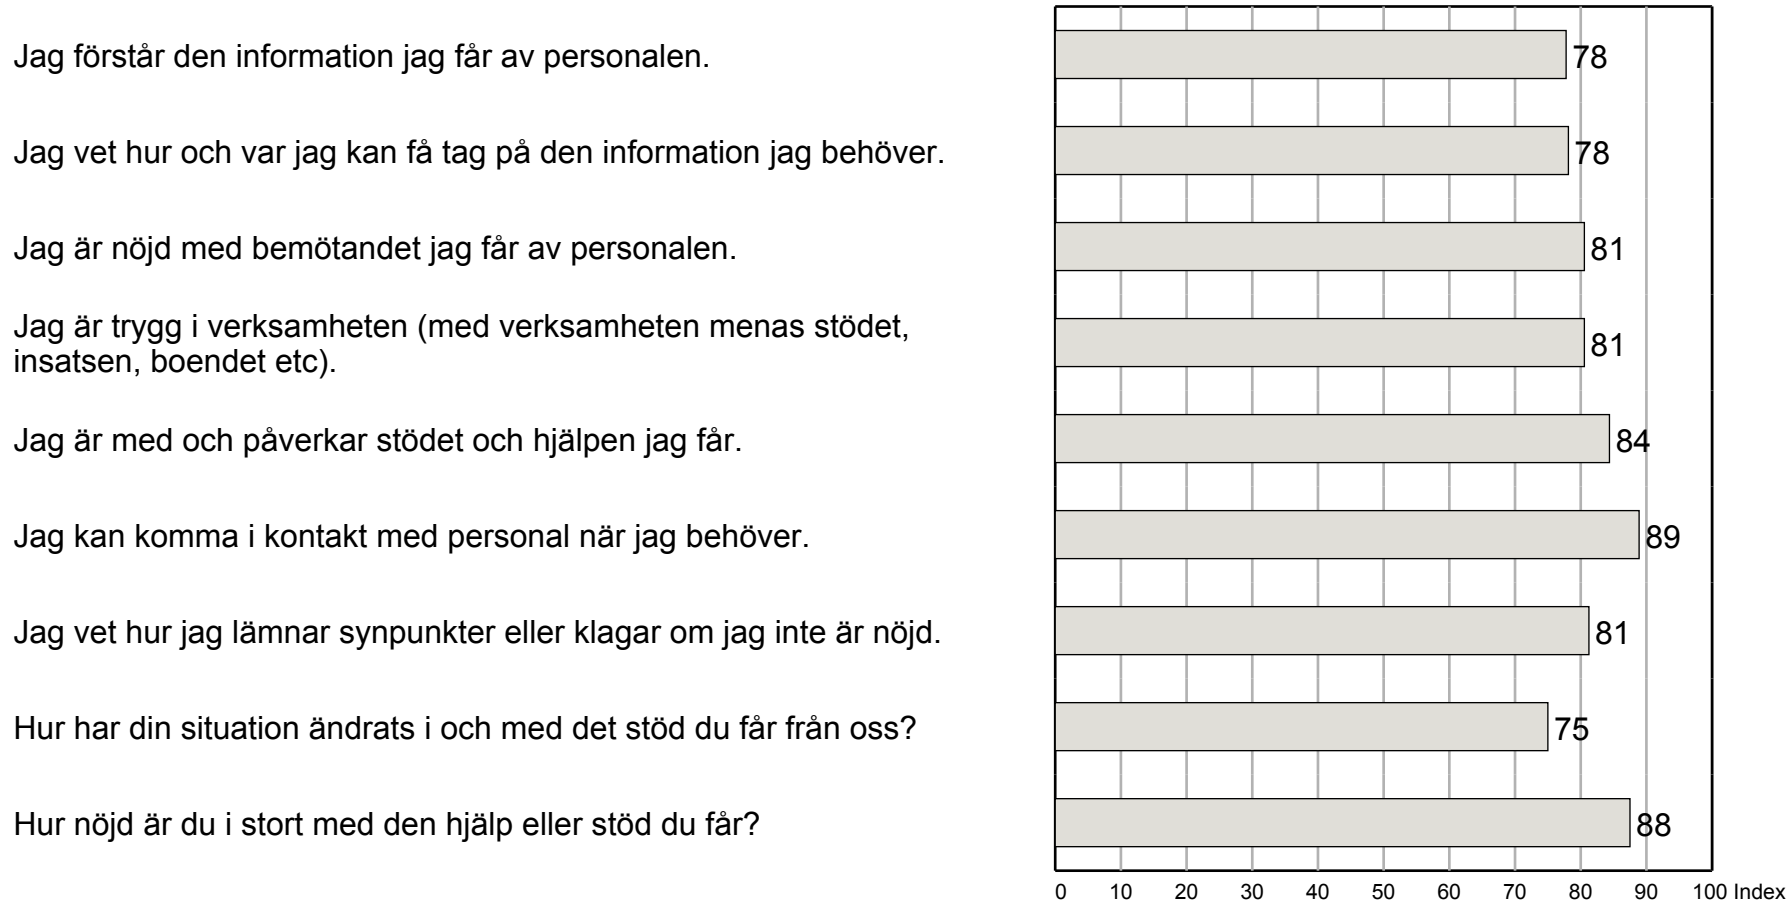 Jag förstår den information jag får av personalen.
78
Jag vet hur och var jag kan få tag på den information jag behöver.
78
Jag är nöjd med bemötandet jag får av personalen.
81
Jag är trygg i verksamheten (med verksamheten menas stödet,
insatsen, boendet etc).
81
Jag är med och påverkar stödet och hjälpen jag får.
84
Jag kan komma i kontakt med personal när jag behöver.
89
Jag vet hur jag lämnar synpunkter eller klagar om jag inte är nöjd.
81
Hur har din situation ändrats i och med det stöd du får från oss?
75
Hur nöjd är du i stort med den hjälp eller stöd du får?
88
0 10 20 30 40 50 60 70 80 90 100 Index